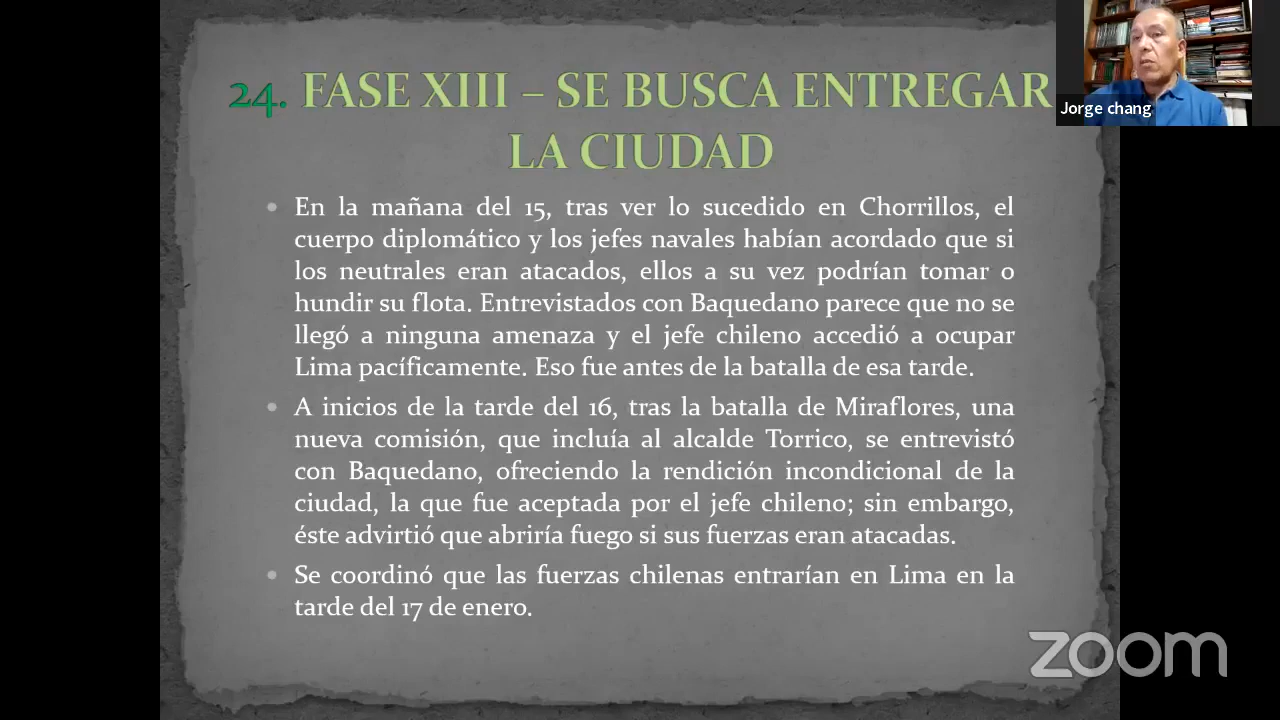 24. FASE XIII – SE BUSCA ENTREGAR
LA CIUDAD
Jorge chang
• En la mañana del 15, tras ver lo sucedido en Chorrillos, el
cuerpo diplomático y los jefes navales habían acordado que si
los neutrales eran atacados, ellos a su vez podrían tomar o
hundir su flota. Entrevistados con Baquedano parece que no se
llegó a ninguna amenaza y el jefe chileno accedió a ocupar
Lima pacíficamente. Eso fue antes de la batalla de esa tarde.
• A inicios de la tarde del 16, tras la batalla de Miraflores, una
nueva comisión, que incluía al alcalde Torrico, se entrevistó
con Baquedano, ofreciendo la rendición incondicional de la
ciudad, la que fue aceptada por el jefe chileno; sin embargo,
éste advirtió que abriría fuego si sus fuerzas eran atacadas.
• Se coordinó que las fuerzas chilenas entrarían en Lima en la
tarde del 17 de enero.
zoom